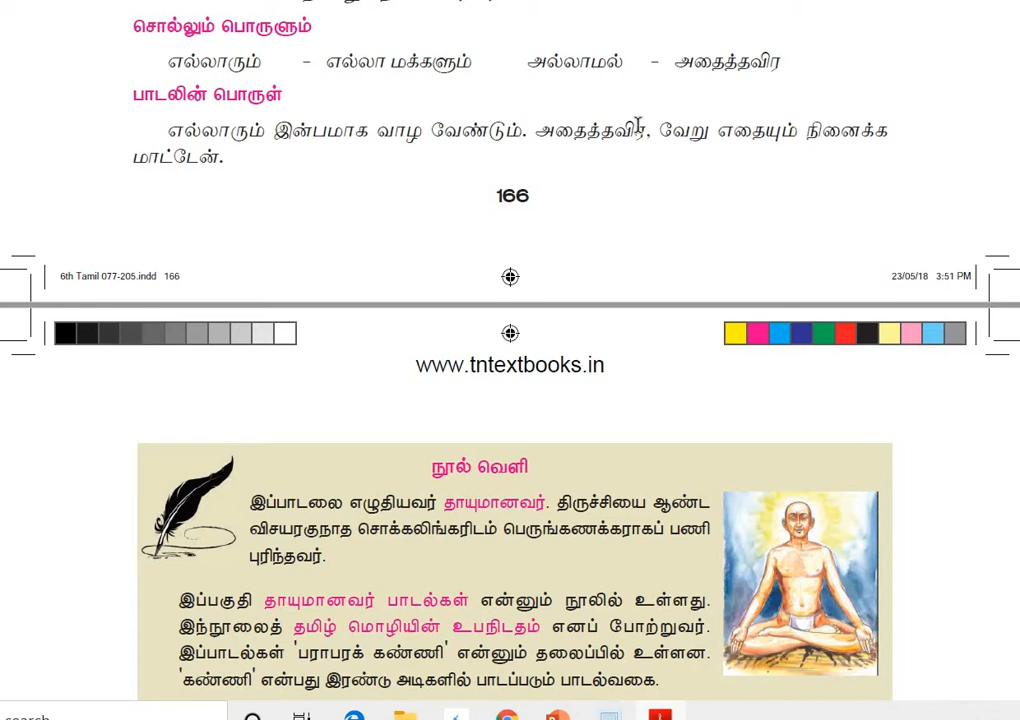 சொல்லும் பொருளும்
எல்லாரும் - எல்லா மக்களும் அல்லாமல் - அதைத்தவிர
பாடலின் பொருள்
எல்லாரும் இன்பமாக வாழ வேண்டும். அதைத்தவிர, வேறு எதையும் நினைக்க
மாட்டேன்.
166
6th Tamil 077-205.indd 166 23/05/18 3:51 PM
www.tntextbooks.in
நூல் வெளி
இப்பாடலை எழுதியவர் தாயுமானவர். திருச்சியை ஆண்ட
விசயரகுநாத சொக்கலிங்கரிடம் பெருங்கணக்கராகப் பணி
புரிந்தவர்.
இப்பகுதி தாயுமானவர் பாடல்கள் என்னும் நூலில் உள்ளது.
இந்நூலைத் தமிழ் மொழியின் உபநிடதம் எனப் போற்றுவர்.
இப்பாடல்கள் 'பராபரக் கண்ணி' என்னும் தலைப்பில் உள்ளன.
'கண்ணி' என்பது இரண்டு அடிகளில் பாடப்படும் பாடல்வகை.
search